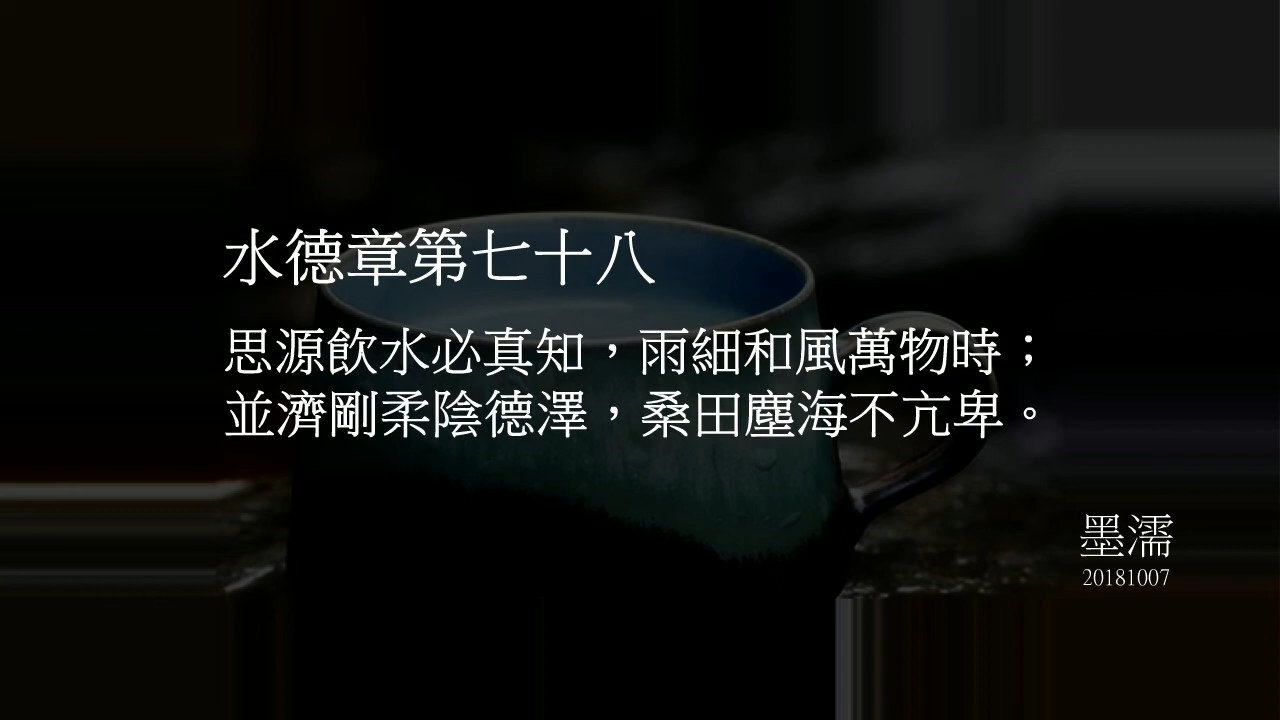 水德章第七十八
思源飲水必真知，雨細和風萬物時；
並濟剛柔陰德澤，桑田塵海不亢卑。
墨濡
20181007